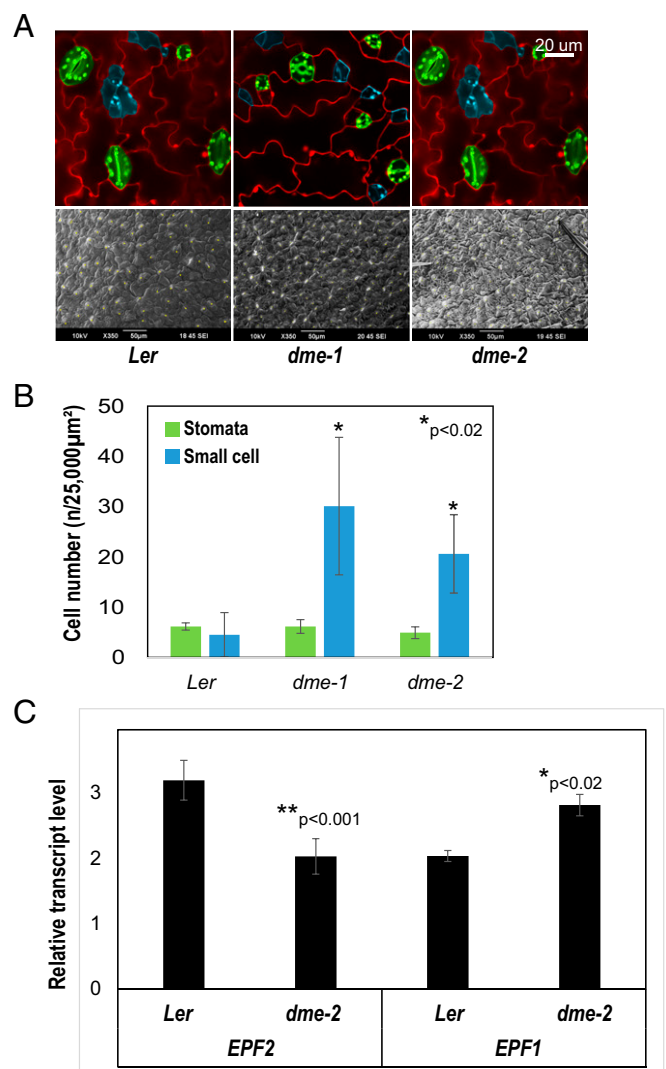 A
20 um
10kV X350 50µm 18 45 SEI
10kV X350 50µm 20 45 SEI
10kV X350 50µm 19 45 SEI
Ler dme-1 dme-2
B
Cell number (n/25,000µm²)
50
40
30
20
10
0
Stomata
Small cell
*
*
*p<0.02
Ler dme-1 dme-2
C
Relative transcript level
3
2
1
0
**p<0.001
*p<0.02
Ler dme-2 Ler dme-2
EPF2 EPF1